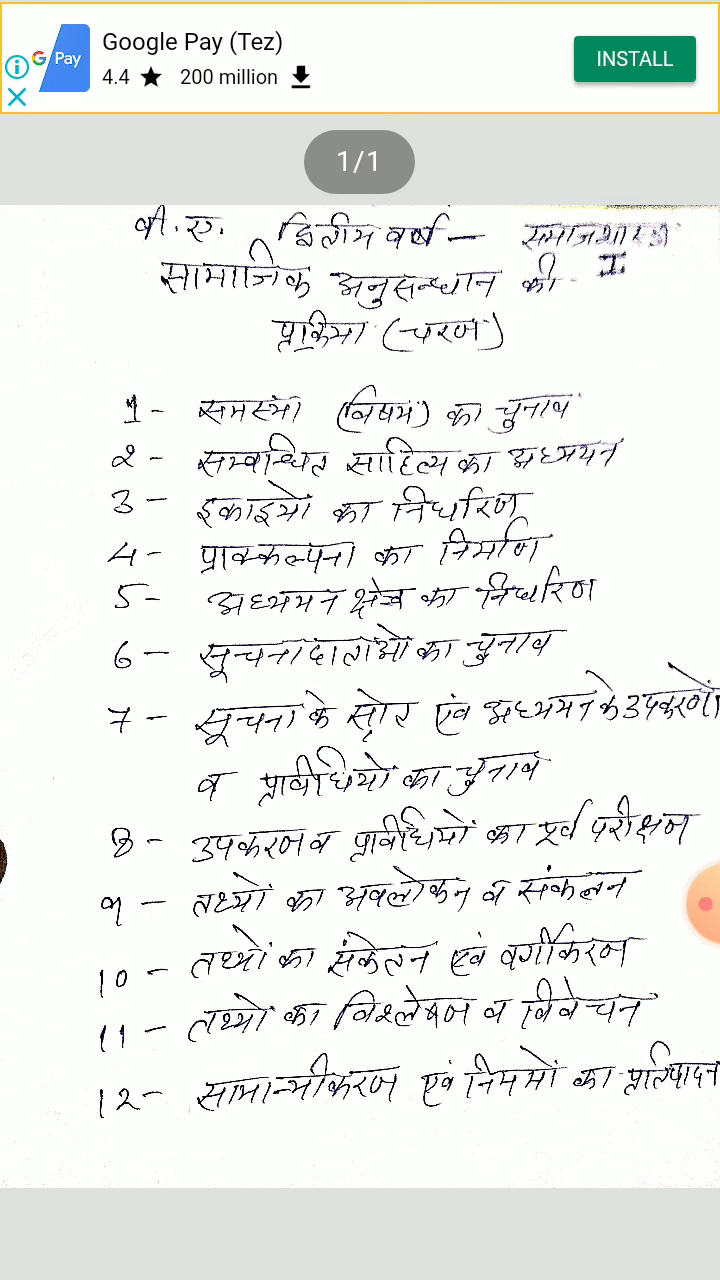 Google Pay (Tez)
G Pay
4.4 ★ 200 million
INSTALL
1/1
बी.ए. द्वितीय वर्ष — समाजशास्त्र
I
सामाजिक अनुसन्धान की
प्रक्रिया (चरण)
1- समस्या (विषय) का चुनाव
2- सम्बन्धित साहित्य का अध्ययन
3- इकाइयों का निर्धारण
4- प्राक्कल्पना का निर्माण
5- अध्ययन क्षेत्र का निर्धारण
6- सूचनादाताओं का चुनाव
7- सूचना के स्रोत एवं अध्ययन के उपकरणों
व प्रविधियों का चुनाव
8- उपकरण व प्रविधियों का पूर्व परीक्षण
9- तथ्यों का अवलोकन व संकलन
10- तथ्यों का संकेतन एवं वर्गीकरण
11- तथ्यों का विश्लेषण व विवेचन
12- सामान्यीकरण एवं नियमों का प्रतिपादन